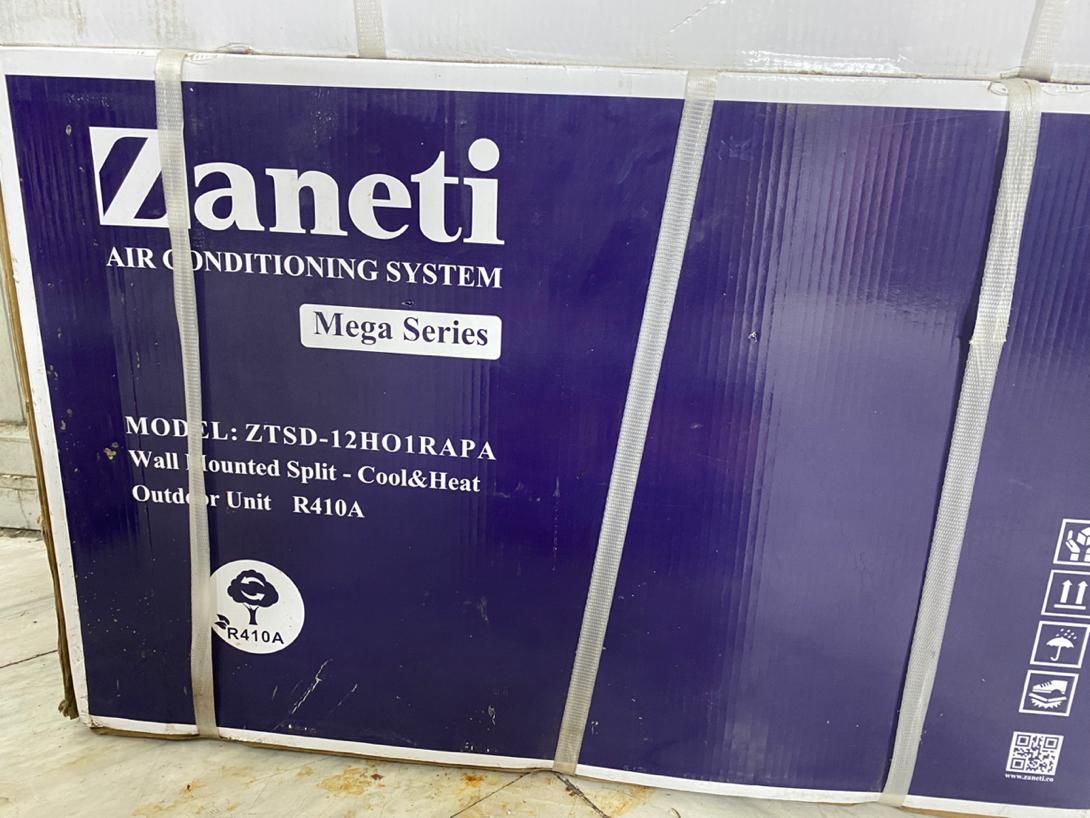 Zaneti
AIR CONDITIONING SYSTEM
Mega Series
MODEL: ZTSD-12HO1RAPA
Wall Mounted Split - Cool&Heat
Outdoor Unit R410A
R410A
www.zaneti.co